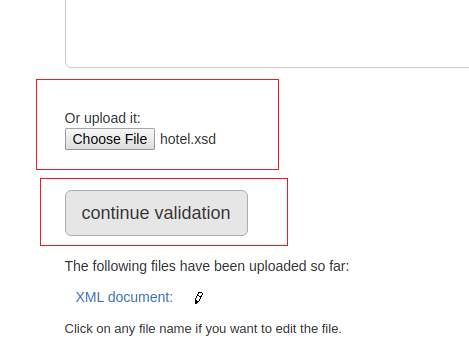 Or upload it:
Choose File hotel.xsd
continue validation
The following files have been uploaded so far:
XML document:
Click on any file name if you want to edit the file.